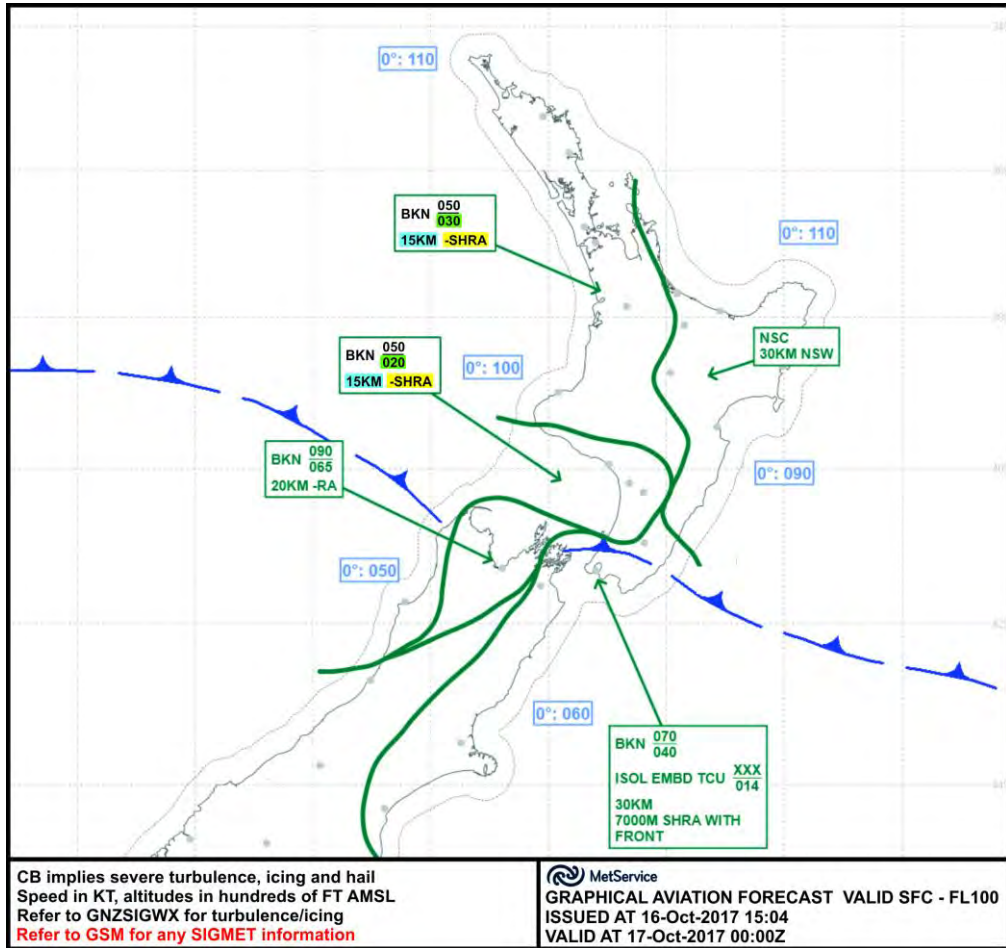 0°: 110
BKN 050
030
15KM -SHRA
0°: 110
NSC
30KM NSW
BKN 050
020
15KM -SHRA
0°: 100
BKN 090
065
20KM -RA
0°: 090
0°: 050
0°: 060
BKN 070
040
ISOL EMBD TCU XXX
014
30KM
7000M SHRA WITH
FRONT
CB implies severe turbulence, icing and hail
Speed in KT, altitudes in hundreds of FT AMSL
Refer to GNZSIGWX for turbulence/icing
Refer to GSM for any SIGMET information
MetService
GRAPHICAL AVIATION FORECAST VALID SFC - FL100
ISSUED AT 16-Oct-2017 15:04
VALID AT 17-Oct-2017 00:00Z